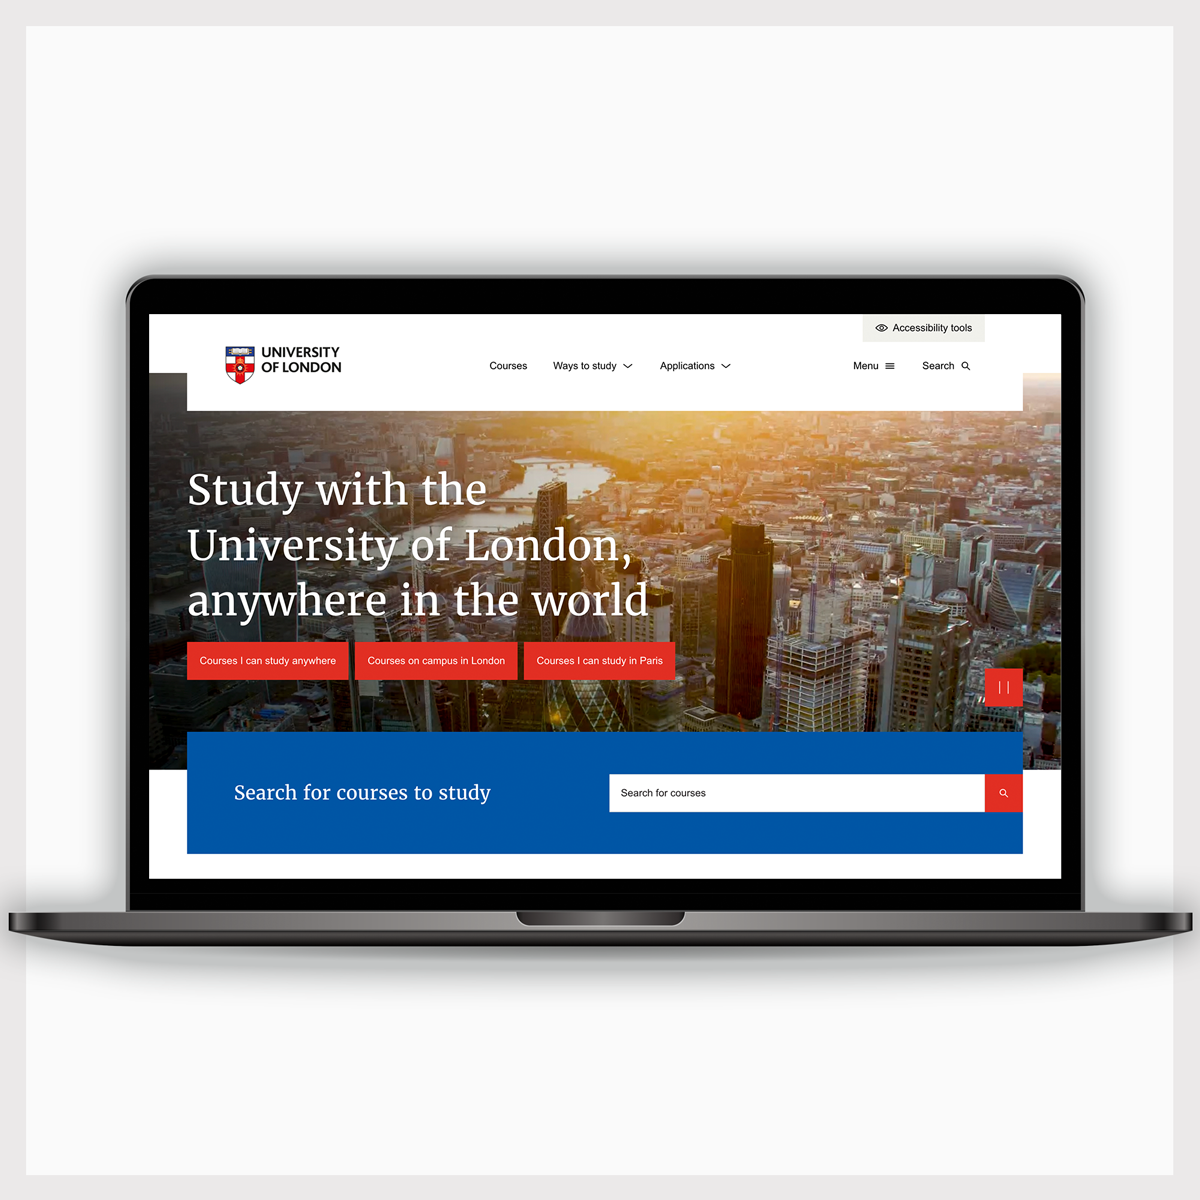 Accessibility tools
UNIVERSITY
OF LONDON
Courses
Ways to study
Applications
Menu
Search
Study with the
University of London,
anywhere in the world
Courses I can study anywhere
Courses on campus in London
Courses I can study in Paris
Search for courses to study
Search for courses